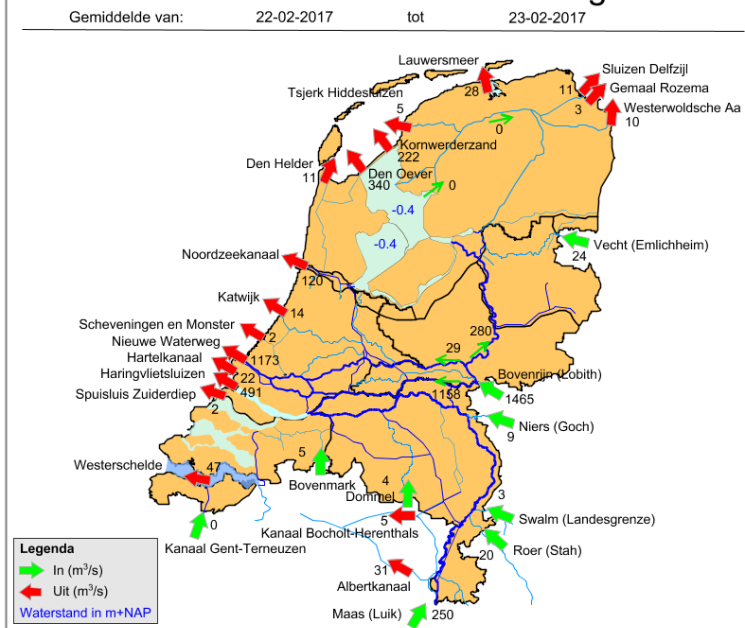 Gemiddelde van: 22-02-2017 tot 23-02-2017
Lauwersmeer
28
Sluizen Delfzijl
11
Gemaal Rozema
3
Westerwoldsche Aa
10
Tsjerk Hiddesluizen
5
0
Kornwerderzand
222
Den Helder
11
Den Oever
340
0
-0.4
-0.4
Vecht (Emlichheim)
24
Noordzeekanaal
120
Katwijk
14
Scheveningen en Monster
2
Nieuwe Waterweg
1173
Hartelkanaal
22
Haringvlietsluizen
491
Spuisluis Zuiderdiep
2
280
29
Bovenrijn (Lobith)
1158
1465
Niers (Goch)
9
Westerschelde
47
5
Bovenmark
4
Dommel
3
Swalm (Landesgrenze)
0
Kanaal Gent-Terneuzen
5
Kanaal Bocholt-Herenthals
20
Roer (Stah)
31
Albertkanaal
Maas (Luik)
250
Legenda
In (m³/s)
Uit (m³/s)
Waterstand in m+NAP